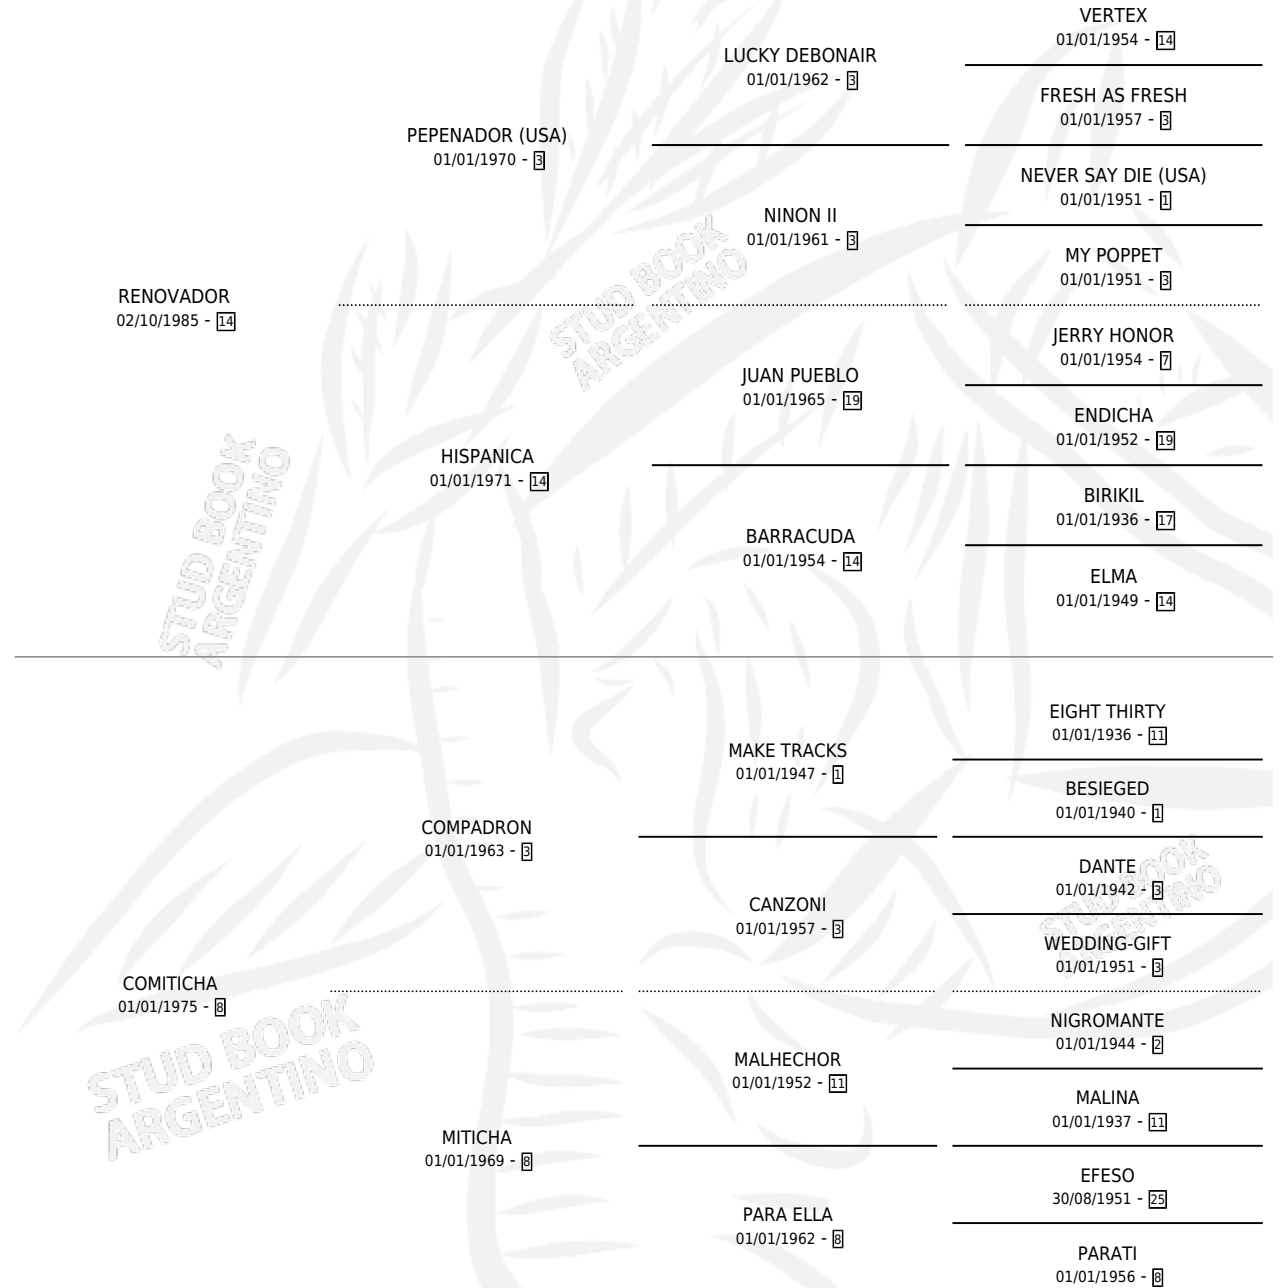 VERTEX
01/01/1954 - 14
LUCKY DEBONAIR
01/01/1962 - 3
FRESH AS FRESH
01/01/1957 - 3
PEPENADOR (USA)
01/01/1970 - 3
NEVER SAY DIE (USA)
01/01/1951 - 1
NINON II
01/01/1961 - 3
MY POPPET
01/01/1951 - 3
RENOVADOR
02/10/1985 - 14
JERRY HONOR
01/01/1954 - 7
JUAN PUEBLO
01/01/1965 - 19
ENDICHA
01/01/1952 - 19
HISPANICA
01/01/1971 - 14
BIRIKIL
01/01/1936 - 17
BARRACUDA
01/01/1954 - 14
ELMA
01/01/1949 - 14
STUD BOOK
ARGENTINO
STUD BOOK
ARGENTINO
EIGHT THIRTY
01/01/1936 - 11
MAKE TRACKS
01/01/1947 - 1
BESIEGED
01/01/1940 - 1
COMPADRON
01/01/1963 - 3
DANTE
01/01/1942 - 3
CANZONI
01/01/1957 - 3
WEDDING-GIFT
01/01/1951 - 3
STUD BOOK
ARGENTINO
COMITICHA
01/01/1975 - 8
NIGROMANTE
01/01/1944 - 2
MALHECHOR
01/01/1952 - 11
MALINA
01/01/1937 - 11
STUD BOOK
ARGENTINO
MITICHA
01/01/1969 - 8
EFESO
30/08/1951 - 25
PARA ELLA
01/01/1962 - 8
PARATI
01/01/1956 - 8